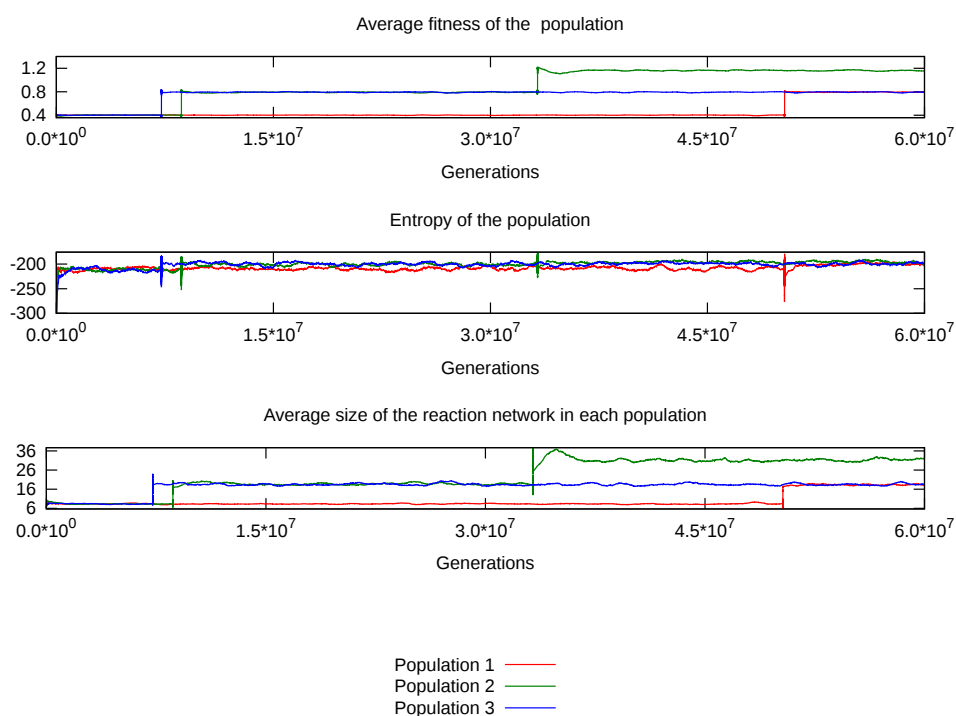 Average fitness of the  population
1.2
0.8
0.4
0.0*10^0 1.5*10^7 3.0*10^7 4.5*10^7 6.0*10^7
Generations
Entropy of the population
-200
-250
-300
0.0*10^0 1.5*10^7 3.0*10^7 4.5*10^7 6.0*10^7
Generations
Average size of the reaction network in each population
36
26
16
6
0.0*10^0 1.5*10^7 3.0*10^7 4.5*10^7 6.0*10^7
Generations
Population 1
Population 2
Population 3